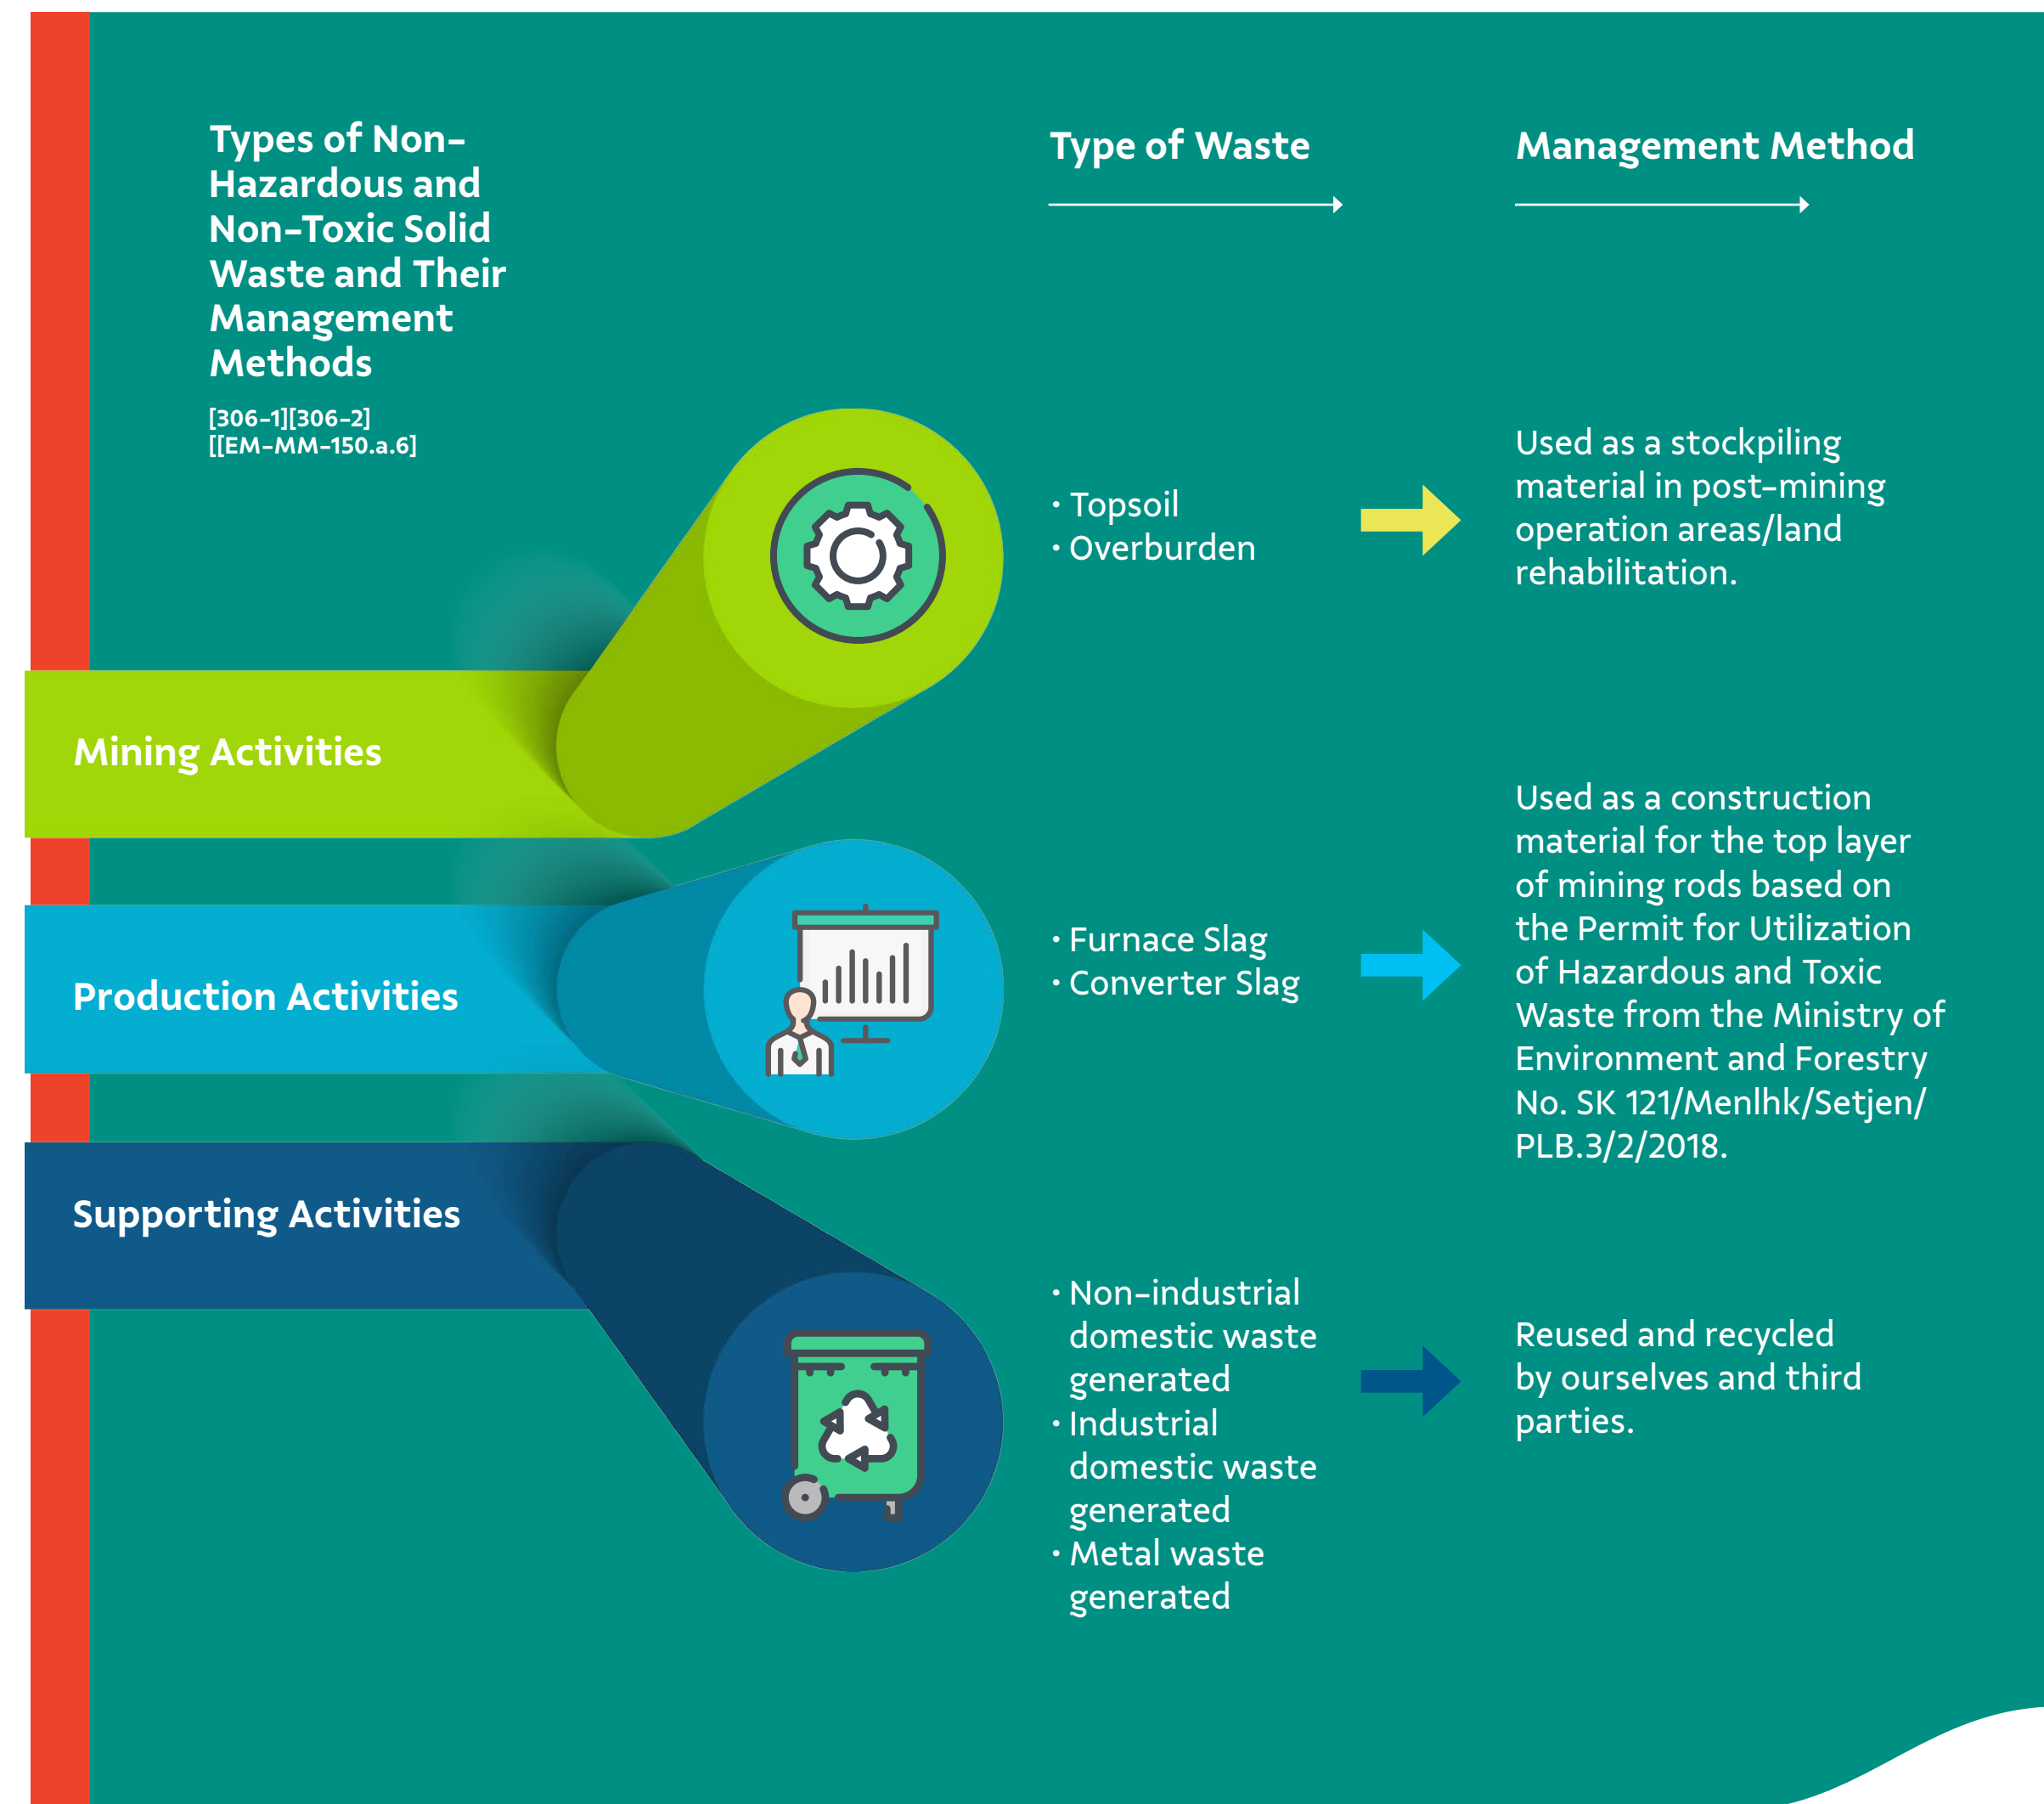 Types of Non-
Hazardous and
Non-Toxic Solid
Waste and Their
Management
Methods
[306-1][306-2]
[[EM-MM-150.a.6]
Type of Waste
Management Method
Mining Activities
• Topsoil
• Overburden
Used as a stockpiling
material in post-mining
operation areas/land
rehabilitation.
Production Activities
• Furnace Slag
• Converter Slag
Used as a construction
material for the top layer
of mining rods based on
the Permit for Utilization
of Hazardous and Toxic
Waste from the Ministry of
Environment and Forestry
No. SK 121/Menlhk/Setjen/
PLB.3/2/2018.
Supporting Activities
• Non-industrial
domestic waste
generated
• Industrial
domestic waste
generated
• Metal waste
generated
Reused and recycled
by ourselves and third
parties.